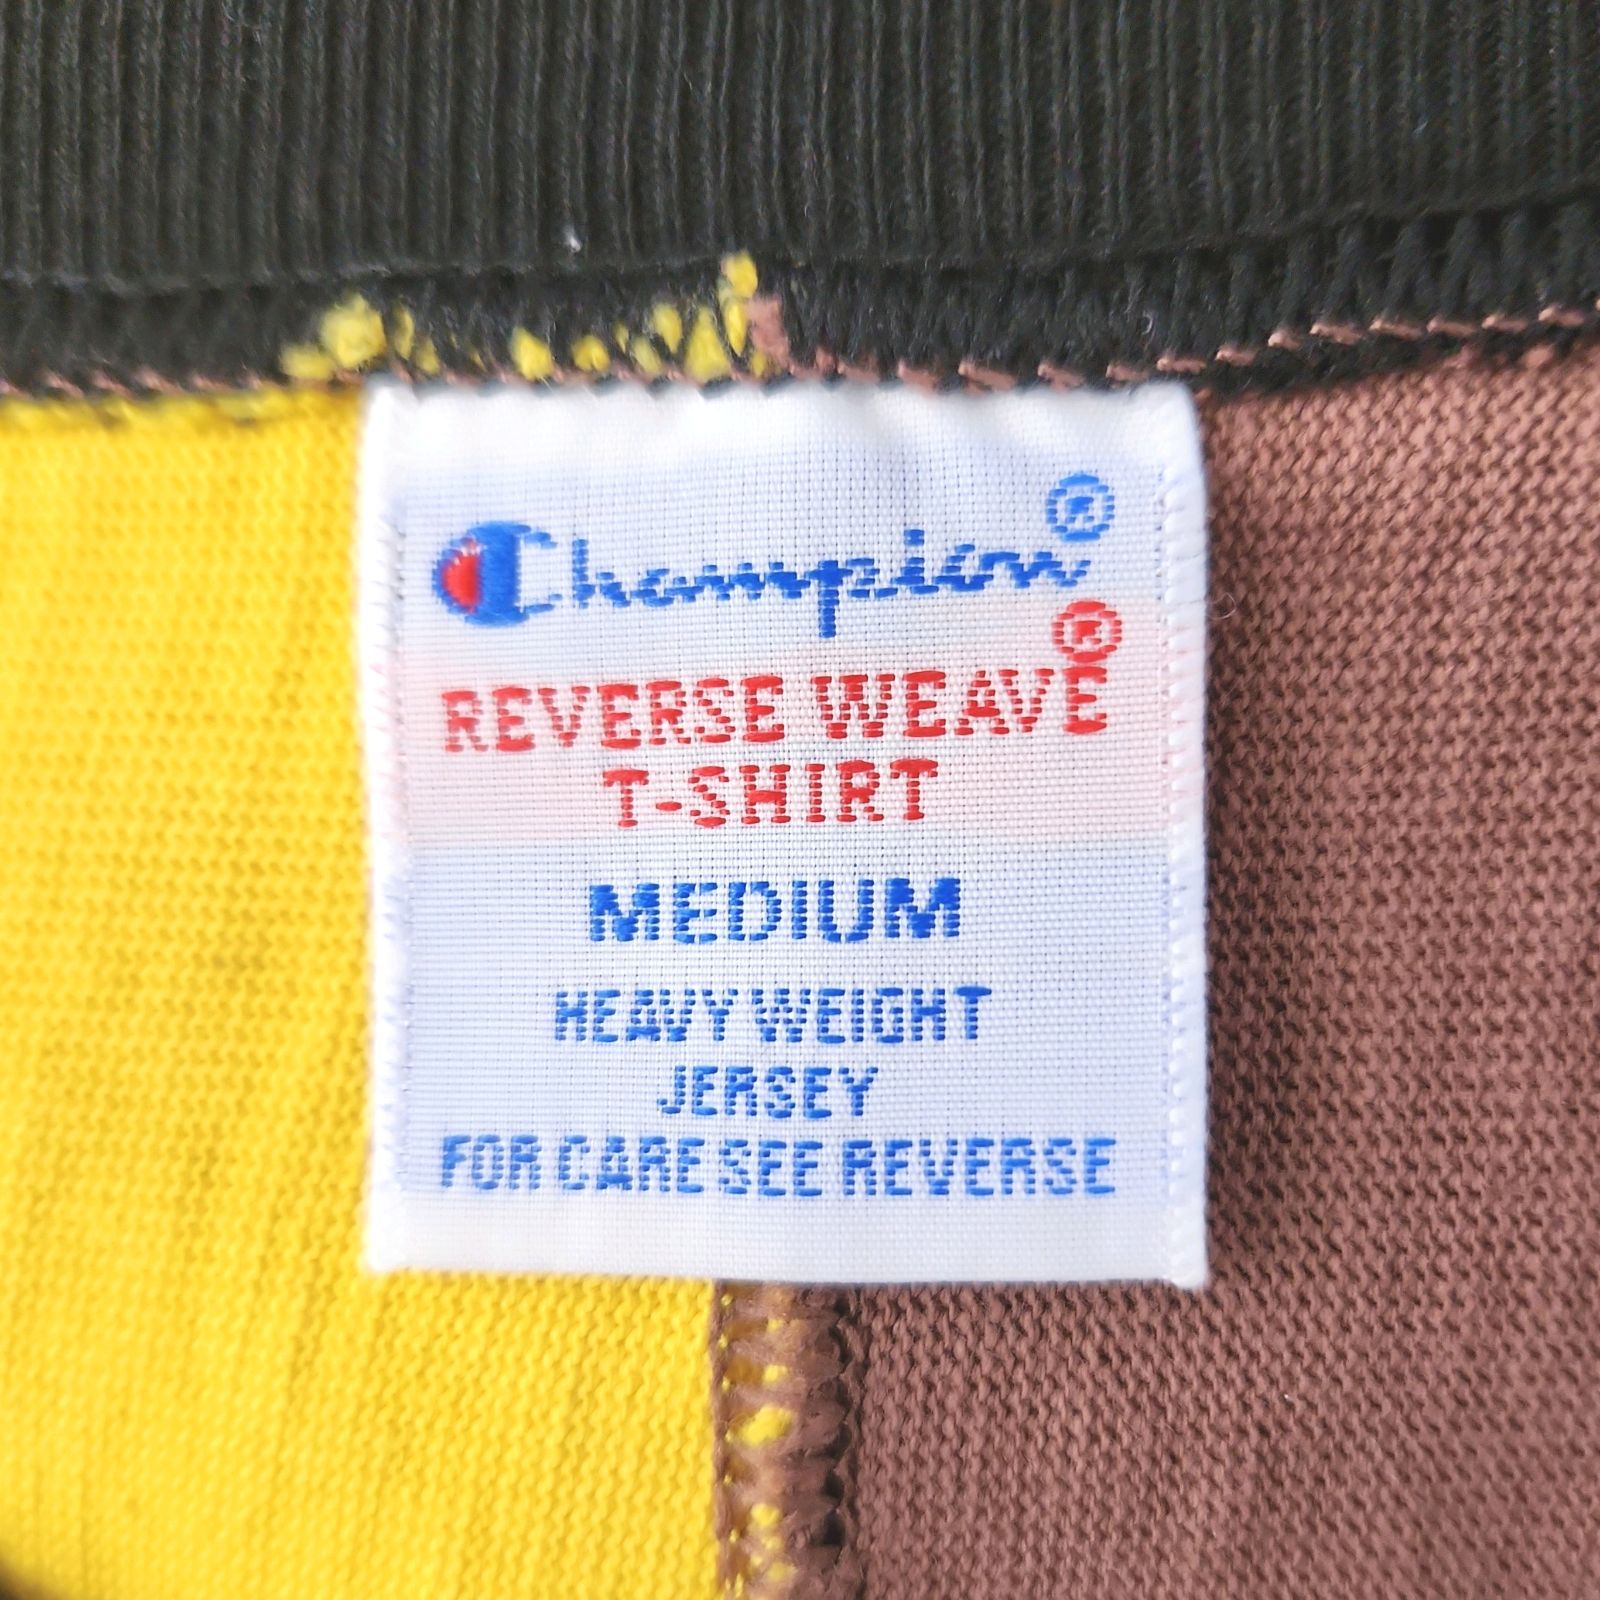 Champion®
REVERSE WEAVE®
T-SHIRT
MEDIUM
HEAVY WEIGHT
JERSEY
FOR CARE SEE REVERSE